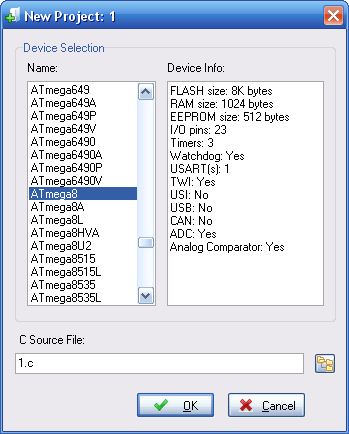 New Project: 1
Device Selection
Name:
ATmega649
ATmega649A
ATmega649P
ATmega649V
ATmega6490
ATmega6490A
ATmega6490P
ATmega6490V
ATmega8
ATmega8A
ATmega8L
ATmega8HVA
ATmega8U2
ATmega8515
ATmega8515L
ATmega8535
ATmega8535L
Device Info:
FLASH size: 8K bytes
RAM size: 1024 bytes
EEPROM size: 512 bytes
I/O pins: 23
Timers: 3
Watchdog: Yes
USART(s): 1
TWI: Yes
USI: No
USB: No
CAN: No
ADC: Yes
Analog Comparator: Yes
C Source File:
1.c
OK
Cancel